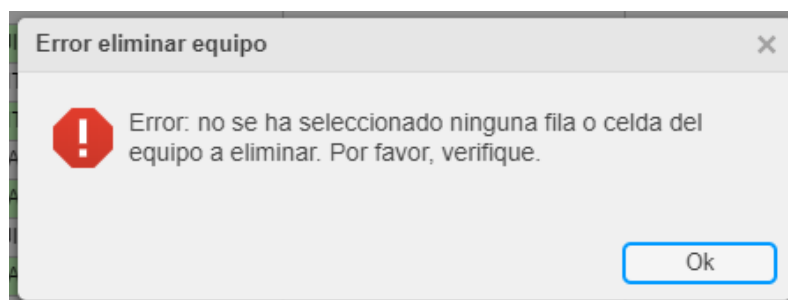 Error eliminar equipo
Error: no se ha seleccionado ninguna fila o celda del
equipo a eliminar. Por favor, verifique.
Ok